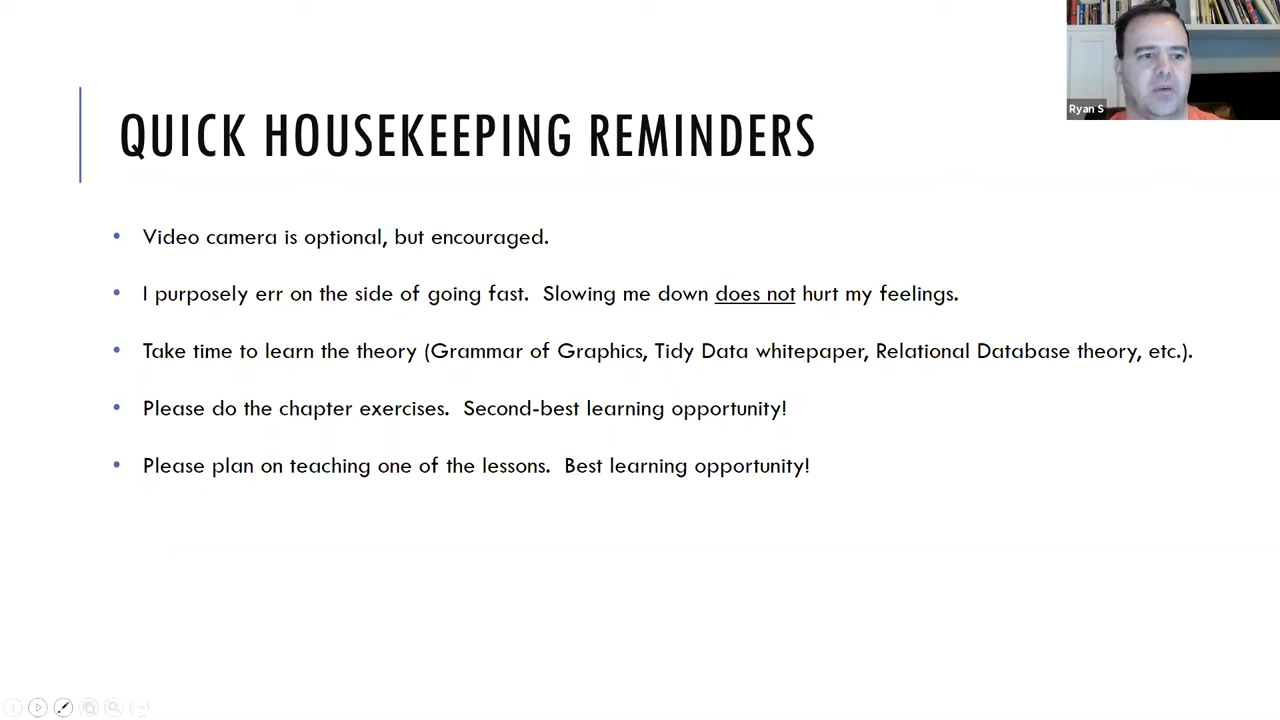 QUICK HOUSEKEEPING REMINDERS
Ryan S
• Video camera is optional, but encouraged.
• I purposely err on the side of going fast.  Slowing me down does not hurt my feelings.
• Take time to learn the theory (Grammar of Graphics, Tidy Data whitepaper, Relational Database theory, etc.).
• Please do the chapter exercises.  Second-best learning opportunity!
• Please plan on teaching one of the lessons.  Best learning opportunity!